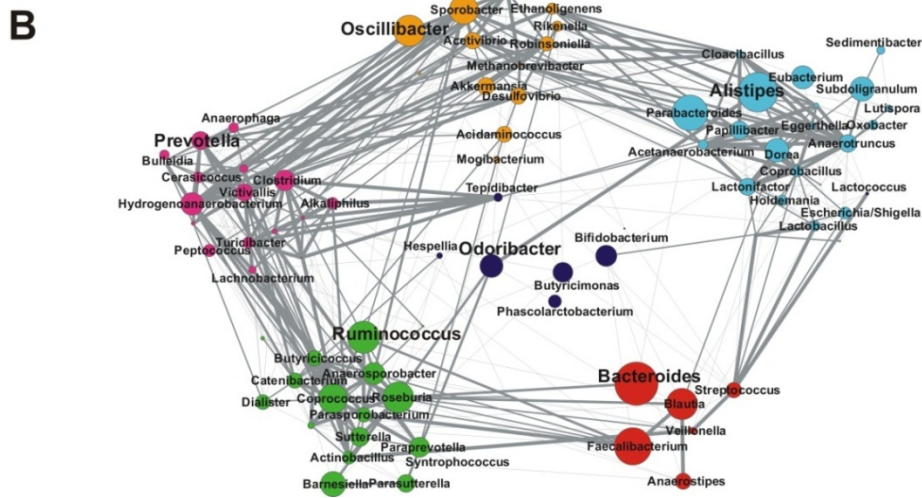 B
Sporobacter
Ethanoligenens
Oscillibacter
Rikenella
Acetivibrio
Robinsoniella
Sedimentibacter
Cloacibacillus
Methanobrevibacter
Eubacterium
Akkermansia
Alistipes
Subdoligranulum
Desulfovibrio
Lutispora
Parabacteroides
Anaerophaga
Eggerthella
Oxobacter
Papillibacter
Acidaminococcus
Prevotella
Anaerotruncus
Acetanaerobacterium
Dorea
Bulleidia
Mogibacterium
Coprobacillus
Cerasicoccus
Clostridium
Lactonifactor
Lactococcus
Tepidibacter
Victivallis
Holdemania
Hydrogenoanaerobacterium
Alkaliphilus
Escherichia/Shigella
Lactobacillus
Bifidobacterium
Turicibacter
Hespellia
Odoribacter
Peptococcus
Lachnobacterium
Butyricimonas
Phascolarctobacterium
Ruminococcus
Butyricicoccus
Anaerosporobacter
Bacteroides
Catenibacterium
Streptococcus
Coprococcus
Roseburia
Dialister
Blautia
Parasporobacterium
Veillonella
Sutterella
Paraprevotella
Faecalibacterium
Actinobacillus
Syntrophococcus
Barnesiella
Parasutterella
Anaerostipes